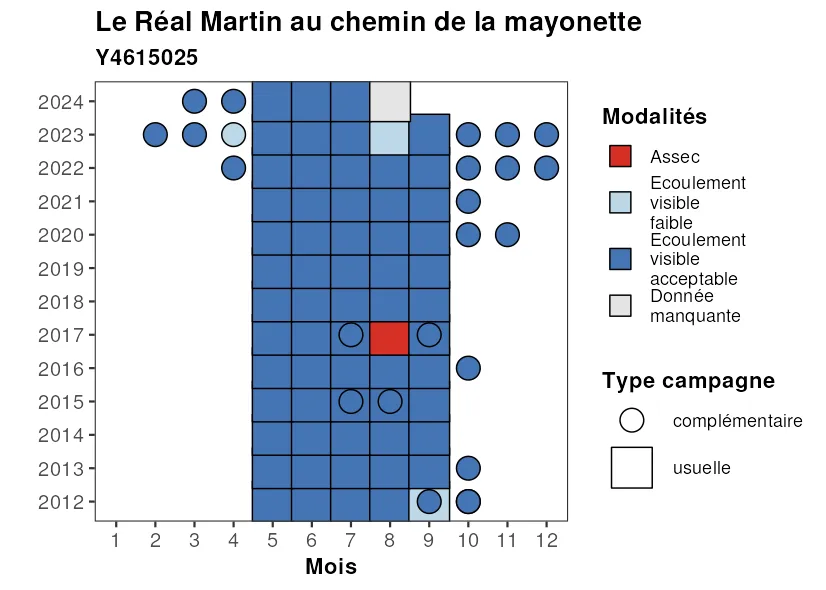 Le Réal Martin au chemin de la mayonette
Y4615025
2024
2023
2022
2021
2020
2019
2018
2017
2016
2015
2014
2013
2012
1 2 3 4 5 6 7 8 9 10 11 12
Mois
Modalités
Assec
Ecoulement
visible
faible
Ecoulement
visible
acceptable
Donnée
manquante
Type campagne
complémentaire
usuelle